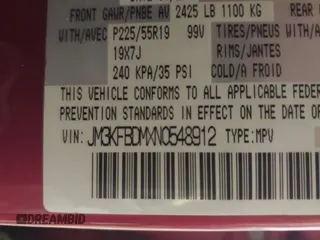 FRONT GAWR/PNBE AV 2425 LB 1100 KG REAR
WITH/AVEC P225/55R19 99V TIRES/PNEUS WITH/A
19X7J RIMS/JANTES
240 KPA/35 PSI COLD/A FROID
THIS VEHICLE CONFORMS TO ALL APPLICABLE FEDERA
PREVENTION STANDARDS IN EFFECT ON THE DATE O
VIN: JM3KFBDMXN0548912 TYPE:MPV
DREAMBID